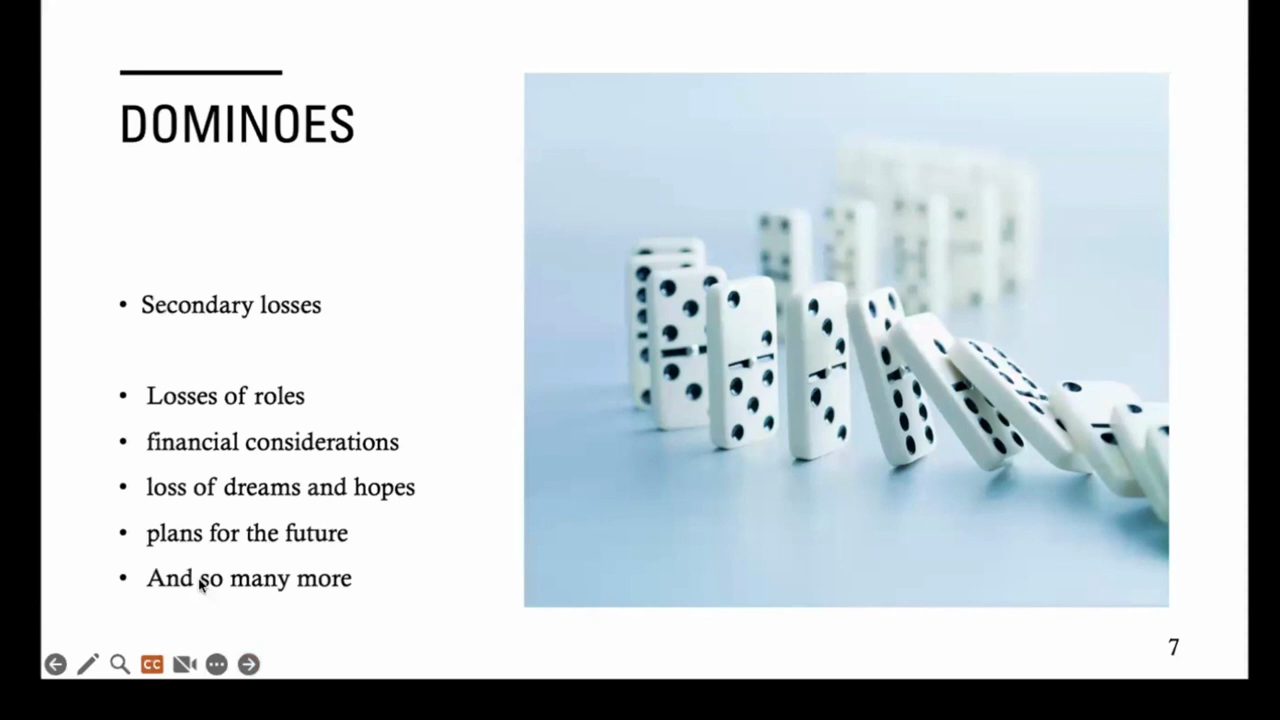 DOMINOES
• Secondary losses
• Losses of roles
• financial considerations
• loss of dreams and hopes
• plans for the future
• And so many more
CC
7